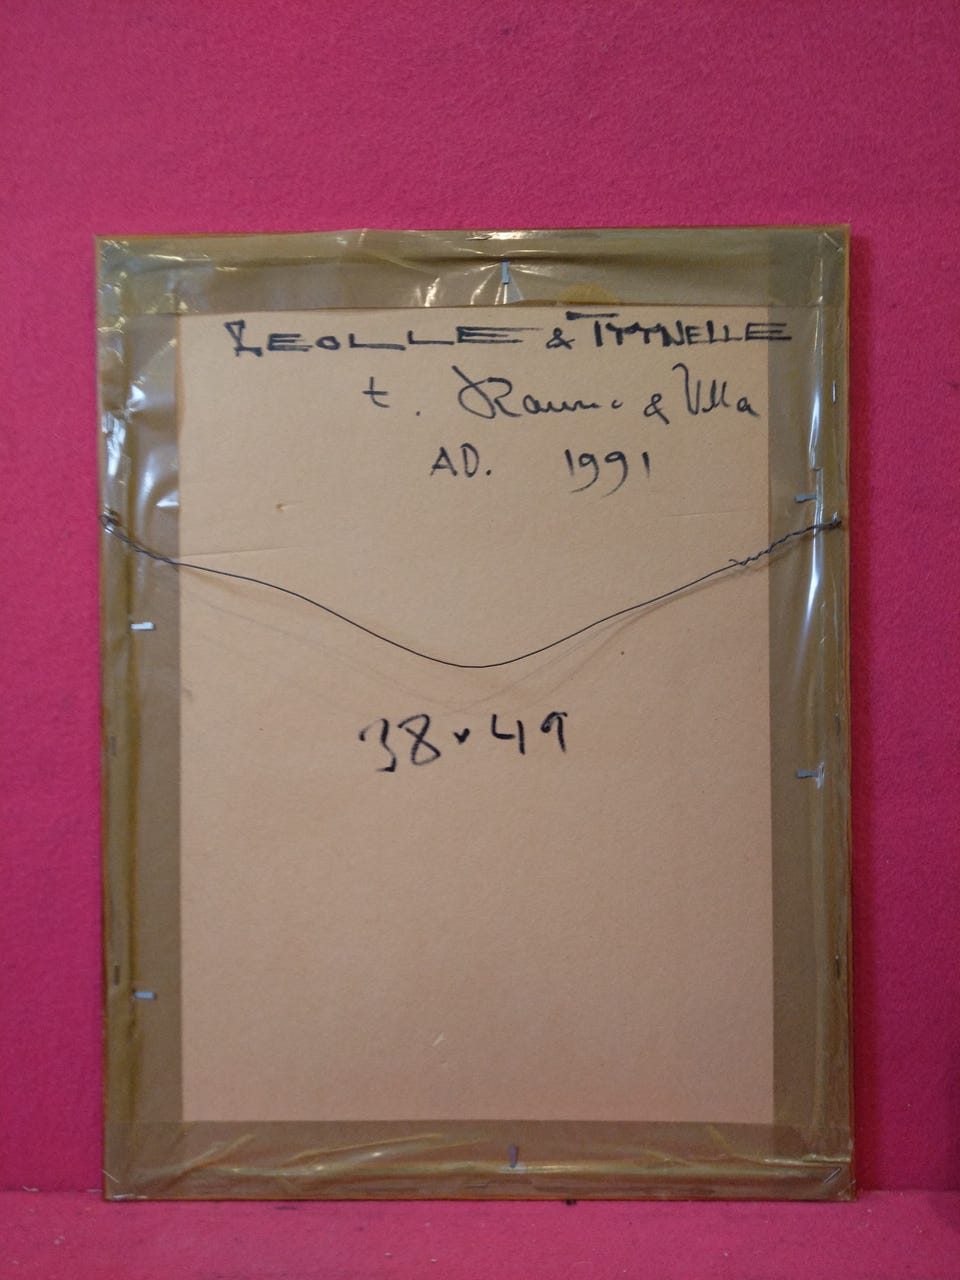 LEOLLE & TYYNELLE
t. Rauno & Ulla
AD. 1991
38 x 49